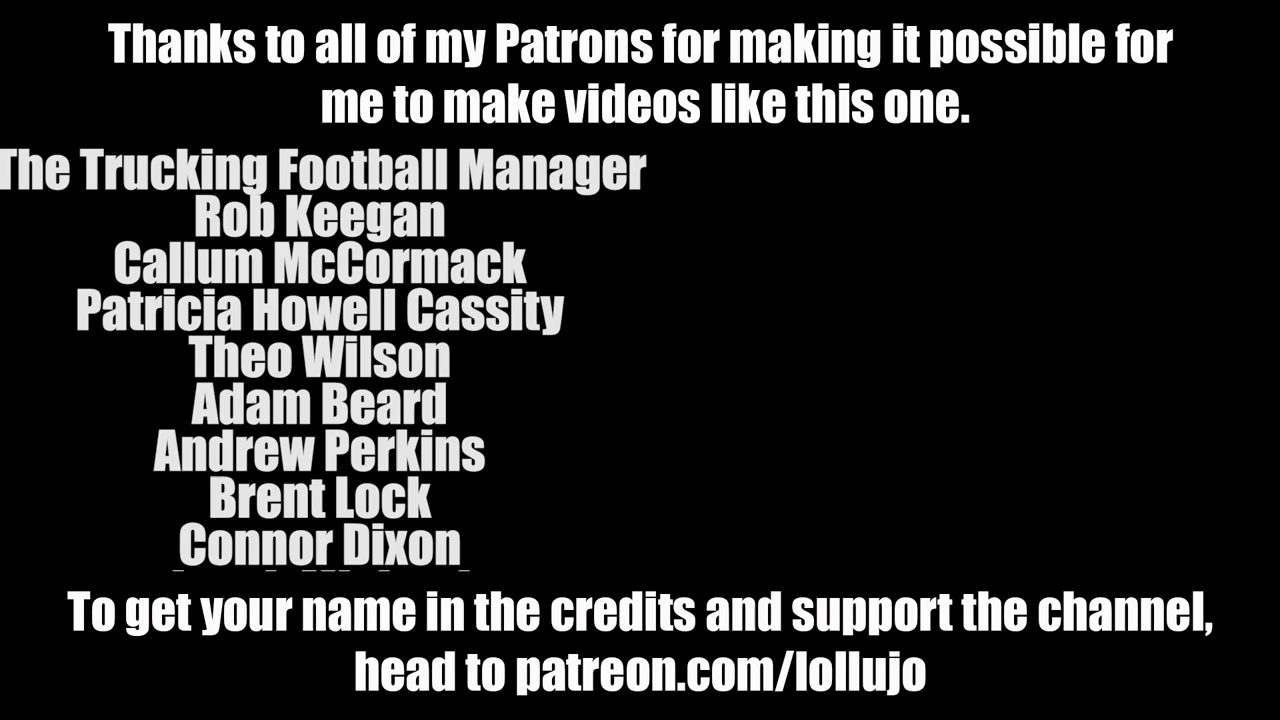 Thanks to all of my Patrons for making it possible for
me to make videos like this one.
The Trucking Football Manager
Rob Keegan
Callum McCormack
Patricia Howell Cassity
Theo Wilson
Adam Beard
Andrew Perkins
Brent Lock
Connor Dixon
To get your name in the credits and support the channel,
head to patreon.com/lollujo